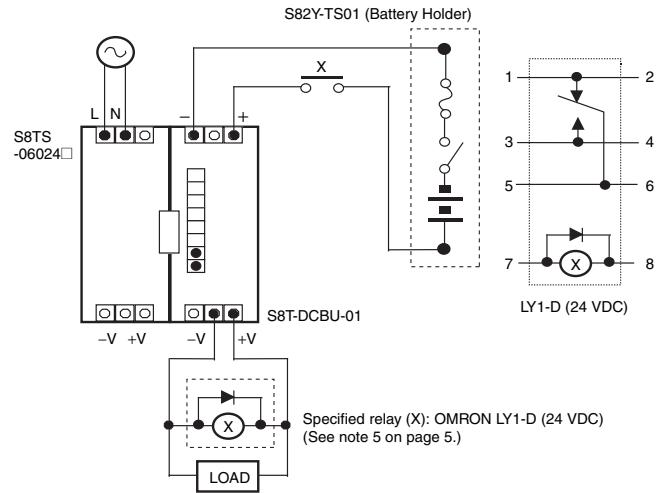 S82Y-TS01 (Battery Holder)
X
L N
− +
S8TS
-06024□
1 2
3 4
5 6
7 X 8
LY1-D (24 VDC)
S8T-DCBU-01
−V +V
−V +V
X
Specified relay (X): OMRON LY1-D (24 VDC)
(See note 5 on page 5.)
LOAD